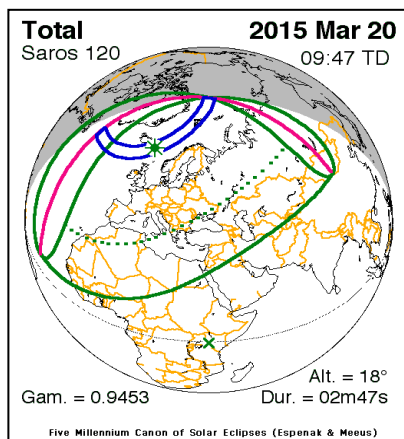 Total 2015 Mar 20
Saros 120 09:47 TD
Alt. = 18°
Gam. = 0.9453 Dur. = 02m47s
Five Millennium Canon of Solar Eclipses (Espenak & Meeus)